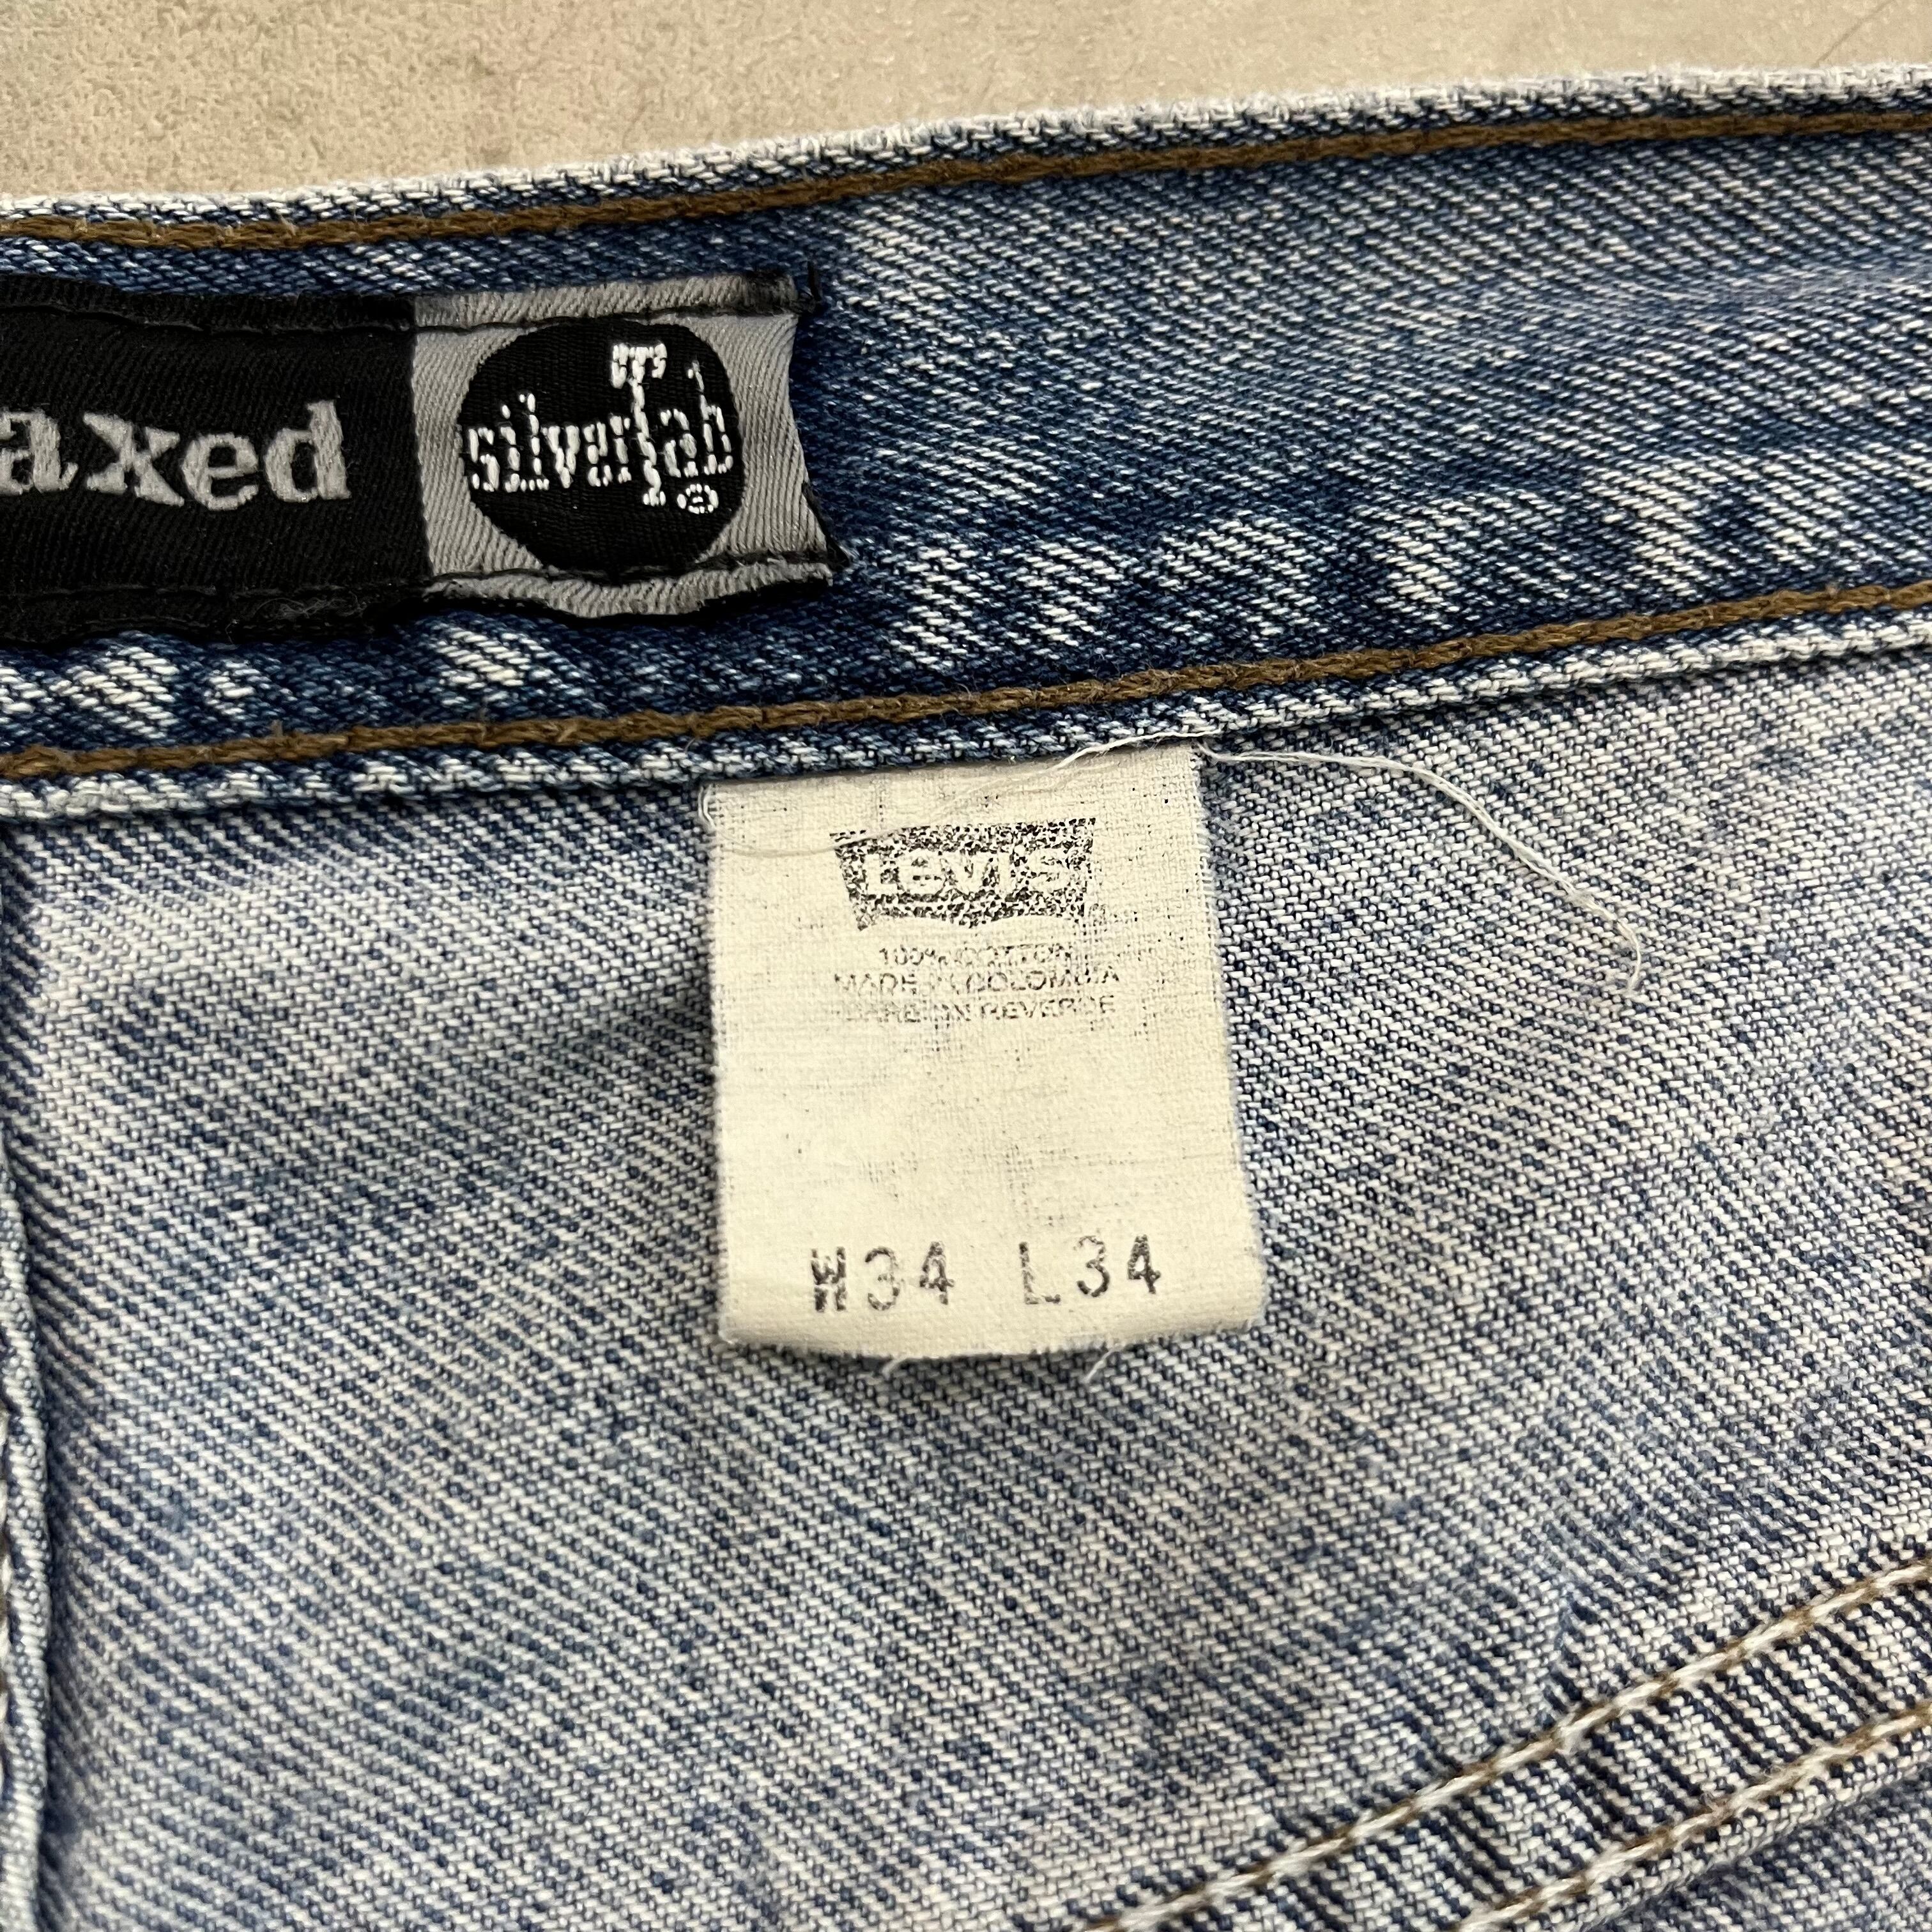 axed
silverTab®
Levi's
100% COTTON
MADE IN COLOMBIA
CARE ON REVERSE
W34 L34